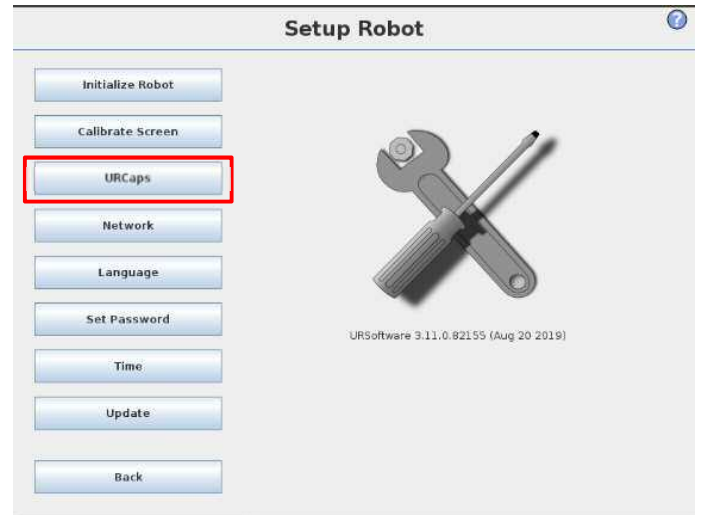 Setup Robot
?
Initialize Robot
Calibrate Screen
URCaps
Network
Language
Set Password
Time
Update
Back
URSoftware 3.11.0.82155 (Aug 20 2019)